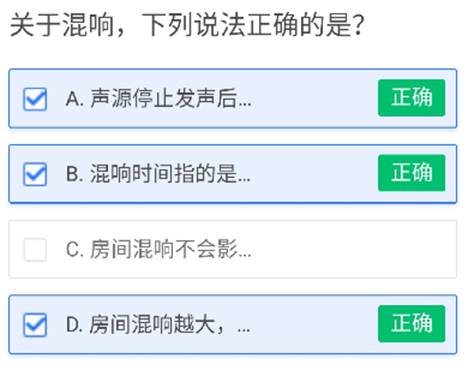 关于混响，下列说法正确的是？
A. 声源停止发声后... 正确
B. 混响时间指的是... 正确
C. 房间混响不会影...
D. 房间混响越大，... 正确